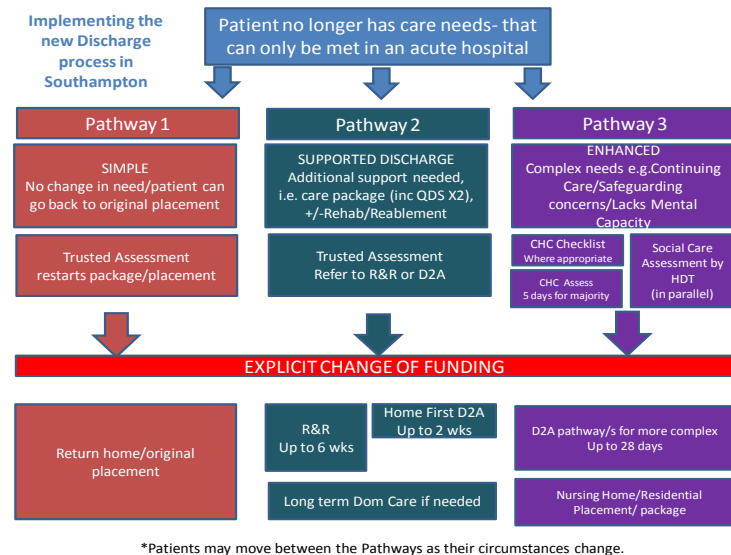 Implementing the
new Discharge
process in
Southampton
Patient no longer has care needs- that
can only be met in an acute hospital
Pathway 1
SIMPLE
No change in need/patient can
go back to original placement
Trusted Assessment
restarts package/placement
Pathway 2
SUPPORTED DISCHARGE
Additional support needed,
i.e. care package (inc QDS X2),
+/-Rehab/Reablement
Trusted Assessment
Refer to R&R or D2A
Pathway 3
ENHANCED
Complex needs e.g.Continuing
Care/Safeguarding
concerns/Lacks Mental
Capacity
CHC Checklist
Where appropriate
CHC Assess
5 days for majority
Social Care
Assessment by
HDT
(in parallel)
EXPLICIT CHANGE OF FUNDING
Return home/original
placement
R&R
Up to 6 wks
Home First D2A
Up to 2 wks
Long term Dom Care if needed
D2A pathway/s for more complex
Up to 28 days
Nursing Home/Residential
Placement/ package
*Patients may move between the Pathways as their circumstances change.